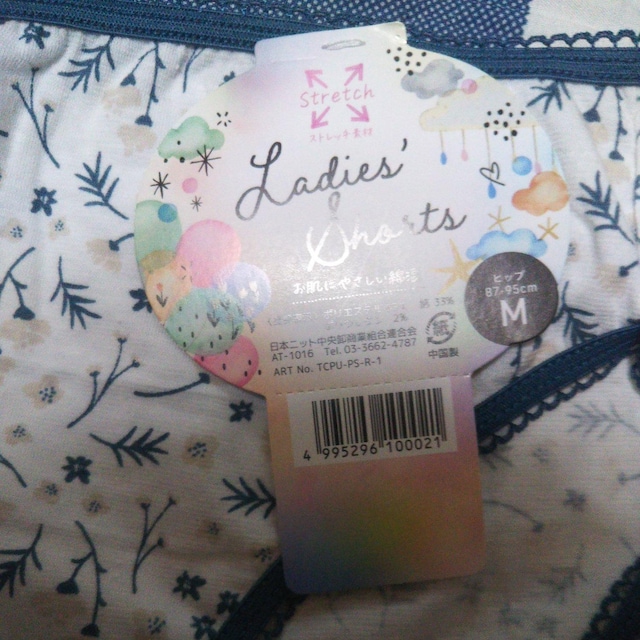 Stretch
ストレッチ素材
Ladies'
Shorts
お肌にやさしい
ヒップ
87.95cm
M
2%
日本ニット中央卸商業組合連合会
AT-1016 Tel. 03-3662-4787
ART No. TCPU-PS-R-1
紙
中国製
4 995296 100021